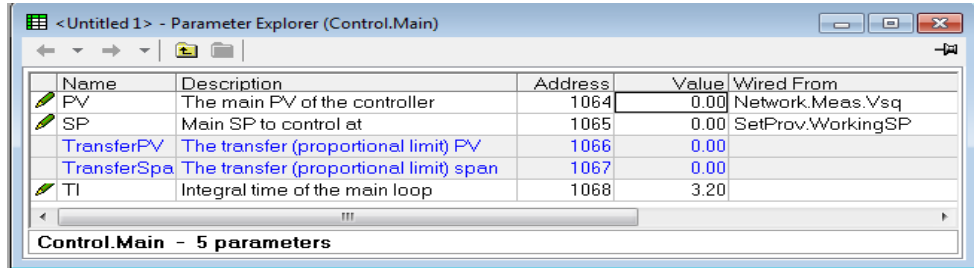 <Untitled 1> - Parameter Explorer (Control.Main)
Name Description Address Value Wired From
PV The main PV of the controller 1064 0.00 Network.Meas.Vsq
SP Main SP to control at 1065 0.00 SetProv.WorkingSP
TransferPV The transfer (proportional limit) PV 1066 0.00
TransferSpa The transfer (proportional limit) span 1067 0.00
TI Integral time of the main loop 1068 3.20
Control.Main - 5 parameters